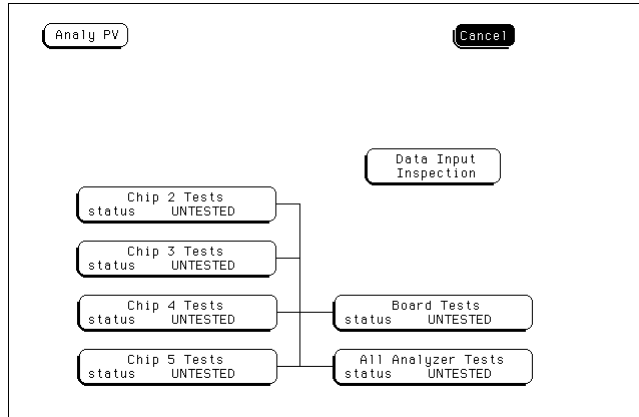 Analy PV
Cancel
Data Input
Inspection
Chip 2 Tests
status UNTESTED
Chip 3 Tests
status UNTESTED
Chip 4 Tests
status UNTESTED
Board Tests
status UNTESTED
Chip 5 Tests
status UNTESTED
All Analyzer Tests
status UNTESTED